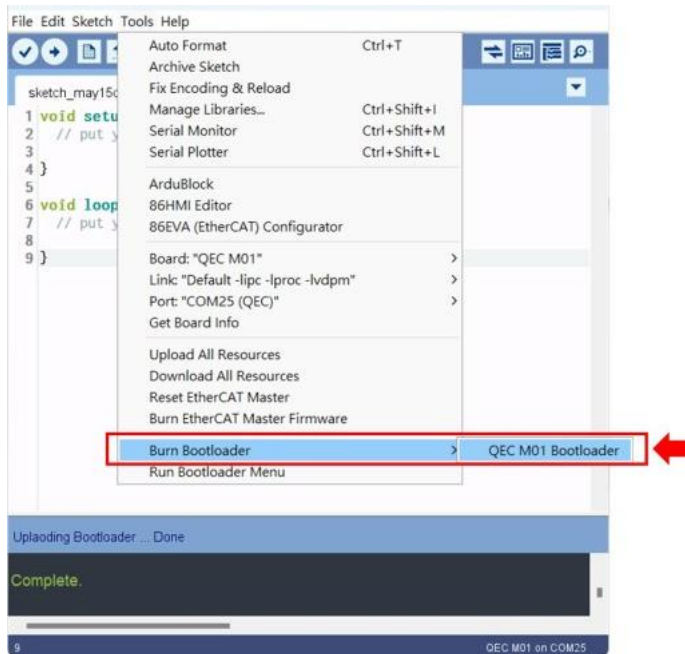 File Edit Sketch Tools Help
Auto Format Ctrl+T
Archive Sketch
sketch_may15
Fix Encoding & Reload
1 void setu
Manage Libraries... Ctrl+Shift+I
2 // put y
Serial Monitor Ctrl+Shift+M
3
Serial Plotter Ctrl+Shift+L
4 }
5
ArduBlock
6 void loop
86HMI Editor
7 // put y
86EVA (EtherCAT) Configurator
8
9 }
Board: "QEC M01" >
Link: "Default -lipc -lproc -lvdpm" >
Port: "COM25 (QEC)" >
Get Board Info
Upload All Resources
Download All Resources
Reset EtherCAT Master
Burn EtherCAT Master Firmware
Burn Bootloader > QEC M01 Bootloader
Run Bootloader Menu
Uplaoding Bootloader ... Done
Complete.
9 QEC M01 on COM25